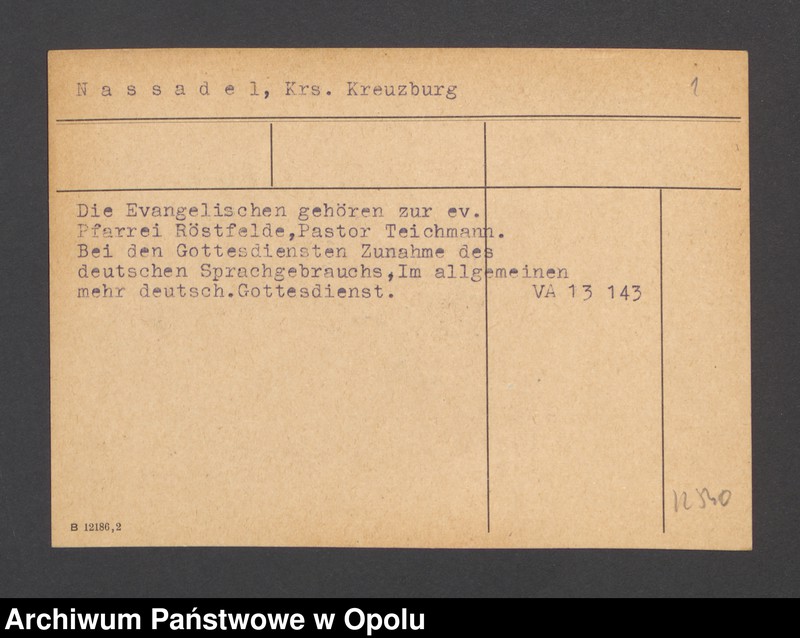 N a s s a d e l, Krs. Kreuzburg 1
Die Evangelischen gehören zur ev.
Pfarrei Röstfelde,Pastor Teichmann.
Bei den Gottesdiensten Zunahme des
deutschen Sprachgebrauchs,Im allgemeinen
mehr deutsch.Gottesdienst. VA 13 143
B 12186,2
Archiwum Państwowe w Opolu